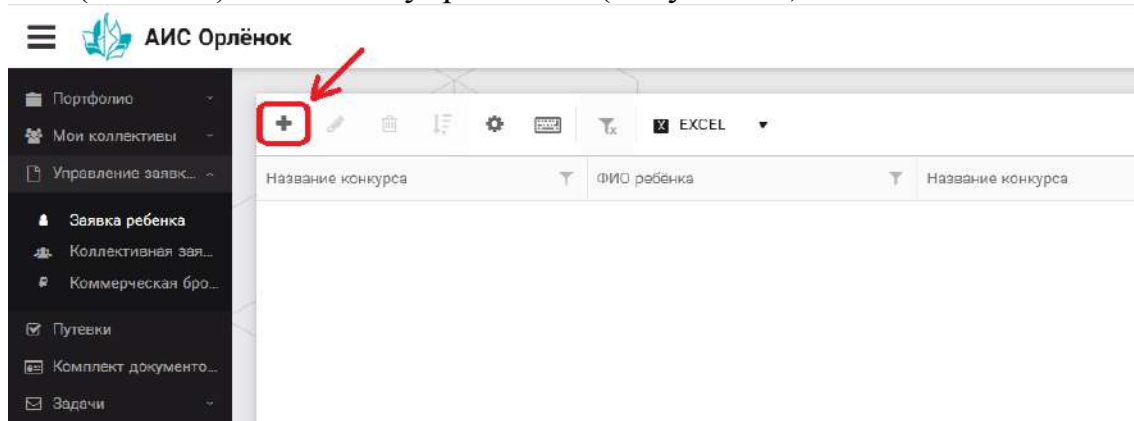 АИС Орлёнок
Портфолио
Мои коллективы
+ EXCEL
Управление заявк...
Название конкурса ФИО ребёнка Название конкурса
Заявка ребенка
Коллективная зая...
Коммерческая бро...
Путевки
Комплект документо...
Задачи